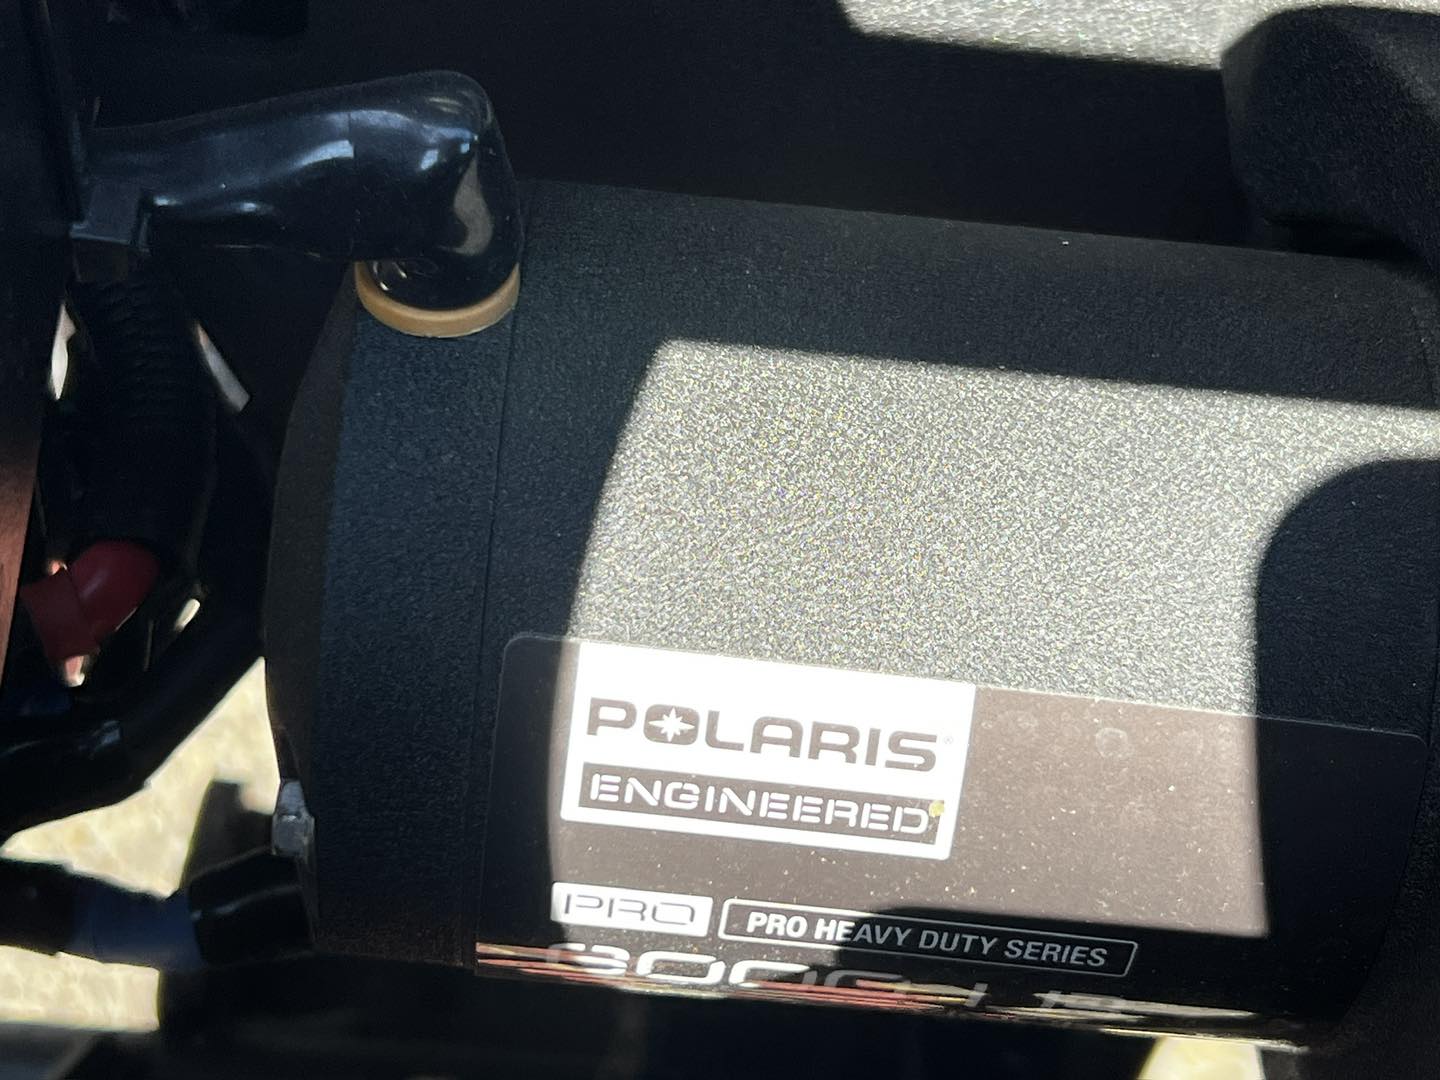 POLARIS
ENGINEERED
PRO PRO HEAVY DUTY SERIES